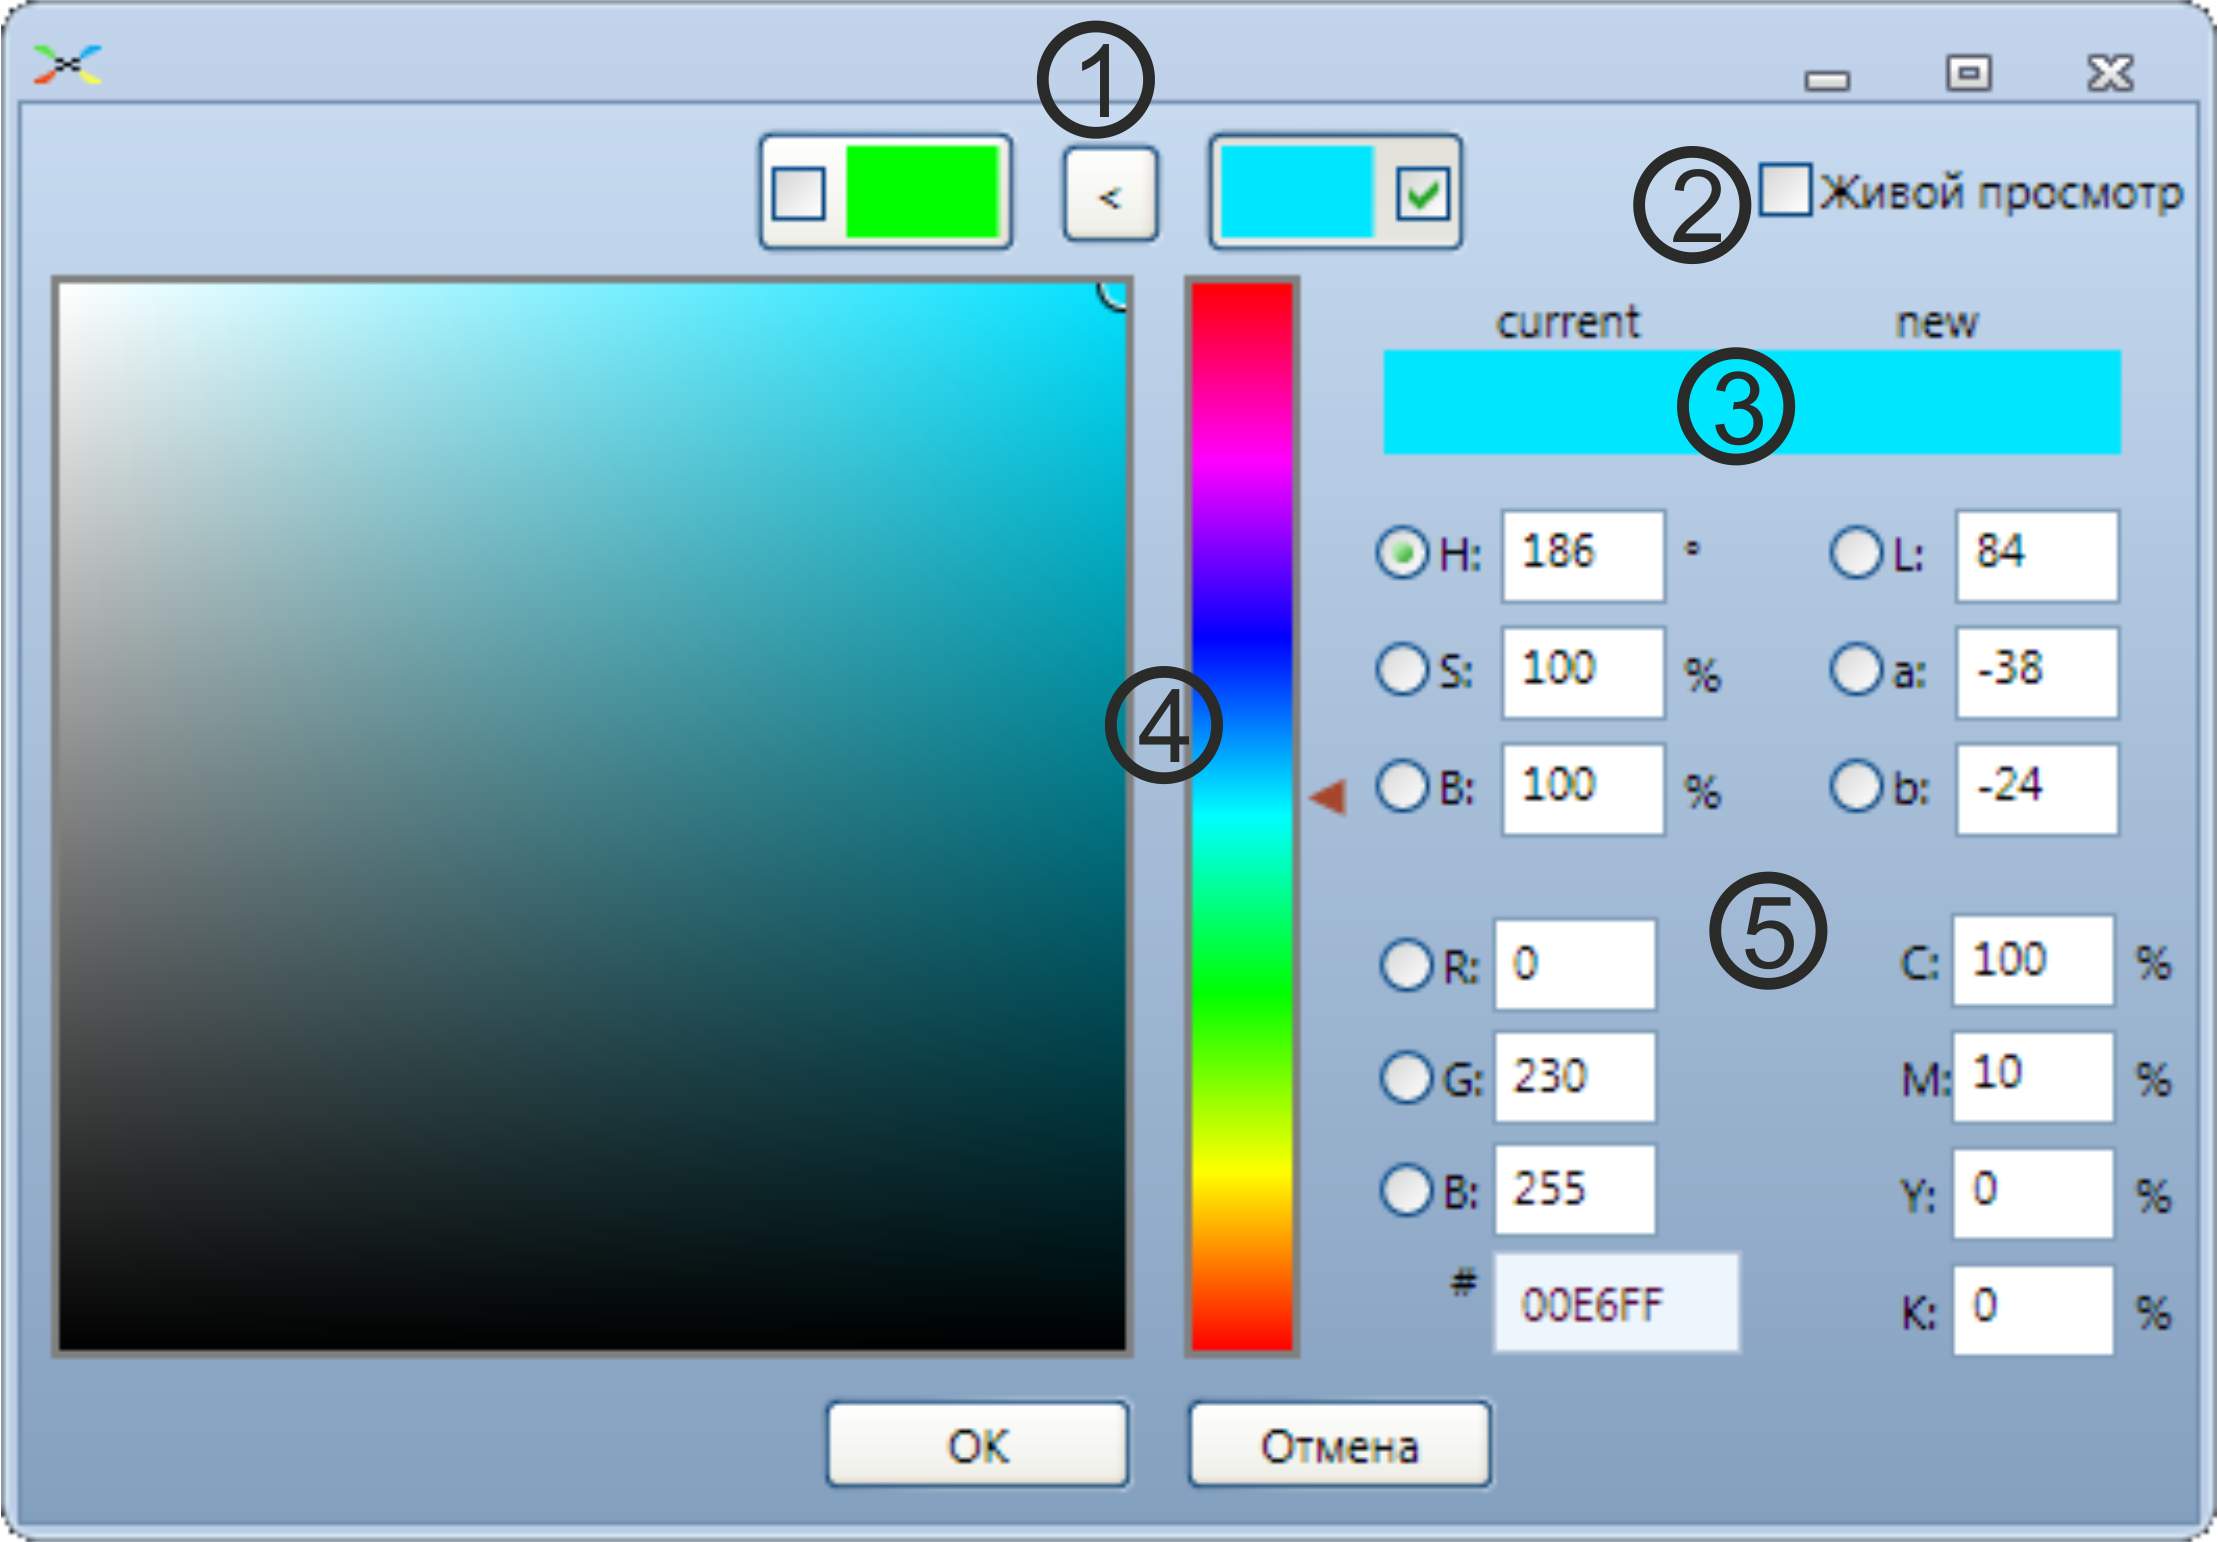 1
<
2 Живой просмотр
current new
3
H: 186 ° L: 84
S: 100 % a: -38
4
B: 100 % b: -24
5
R: 0 C: 100 %
G: 230 M: 10 %
B: 255 Y: 0 %
# 00E6FF K: 0 %
ОК Отмена